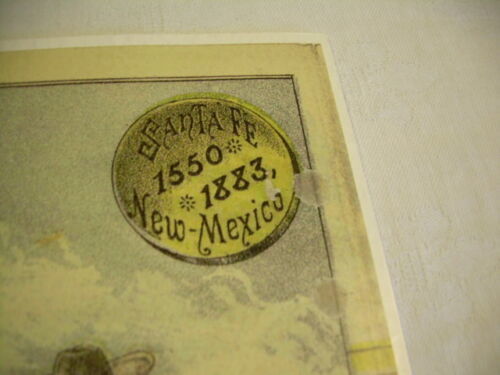 SANTA FE
1550
1883,
New-Mexico